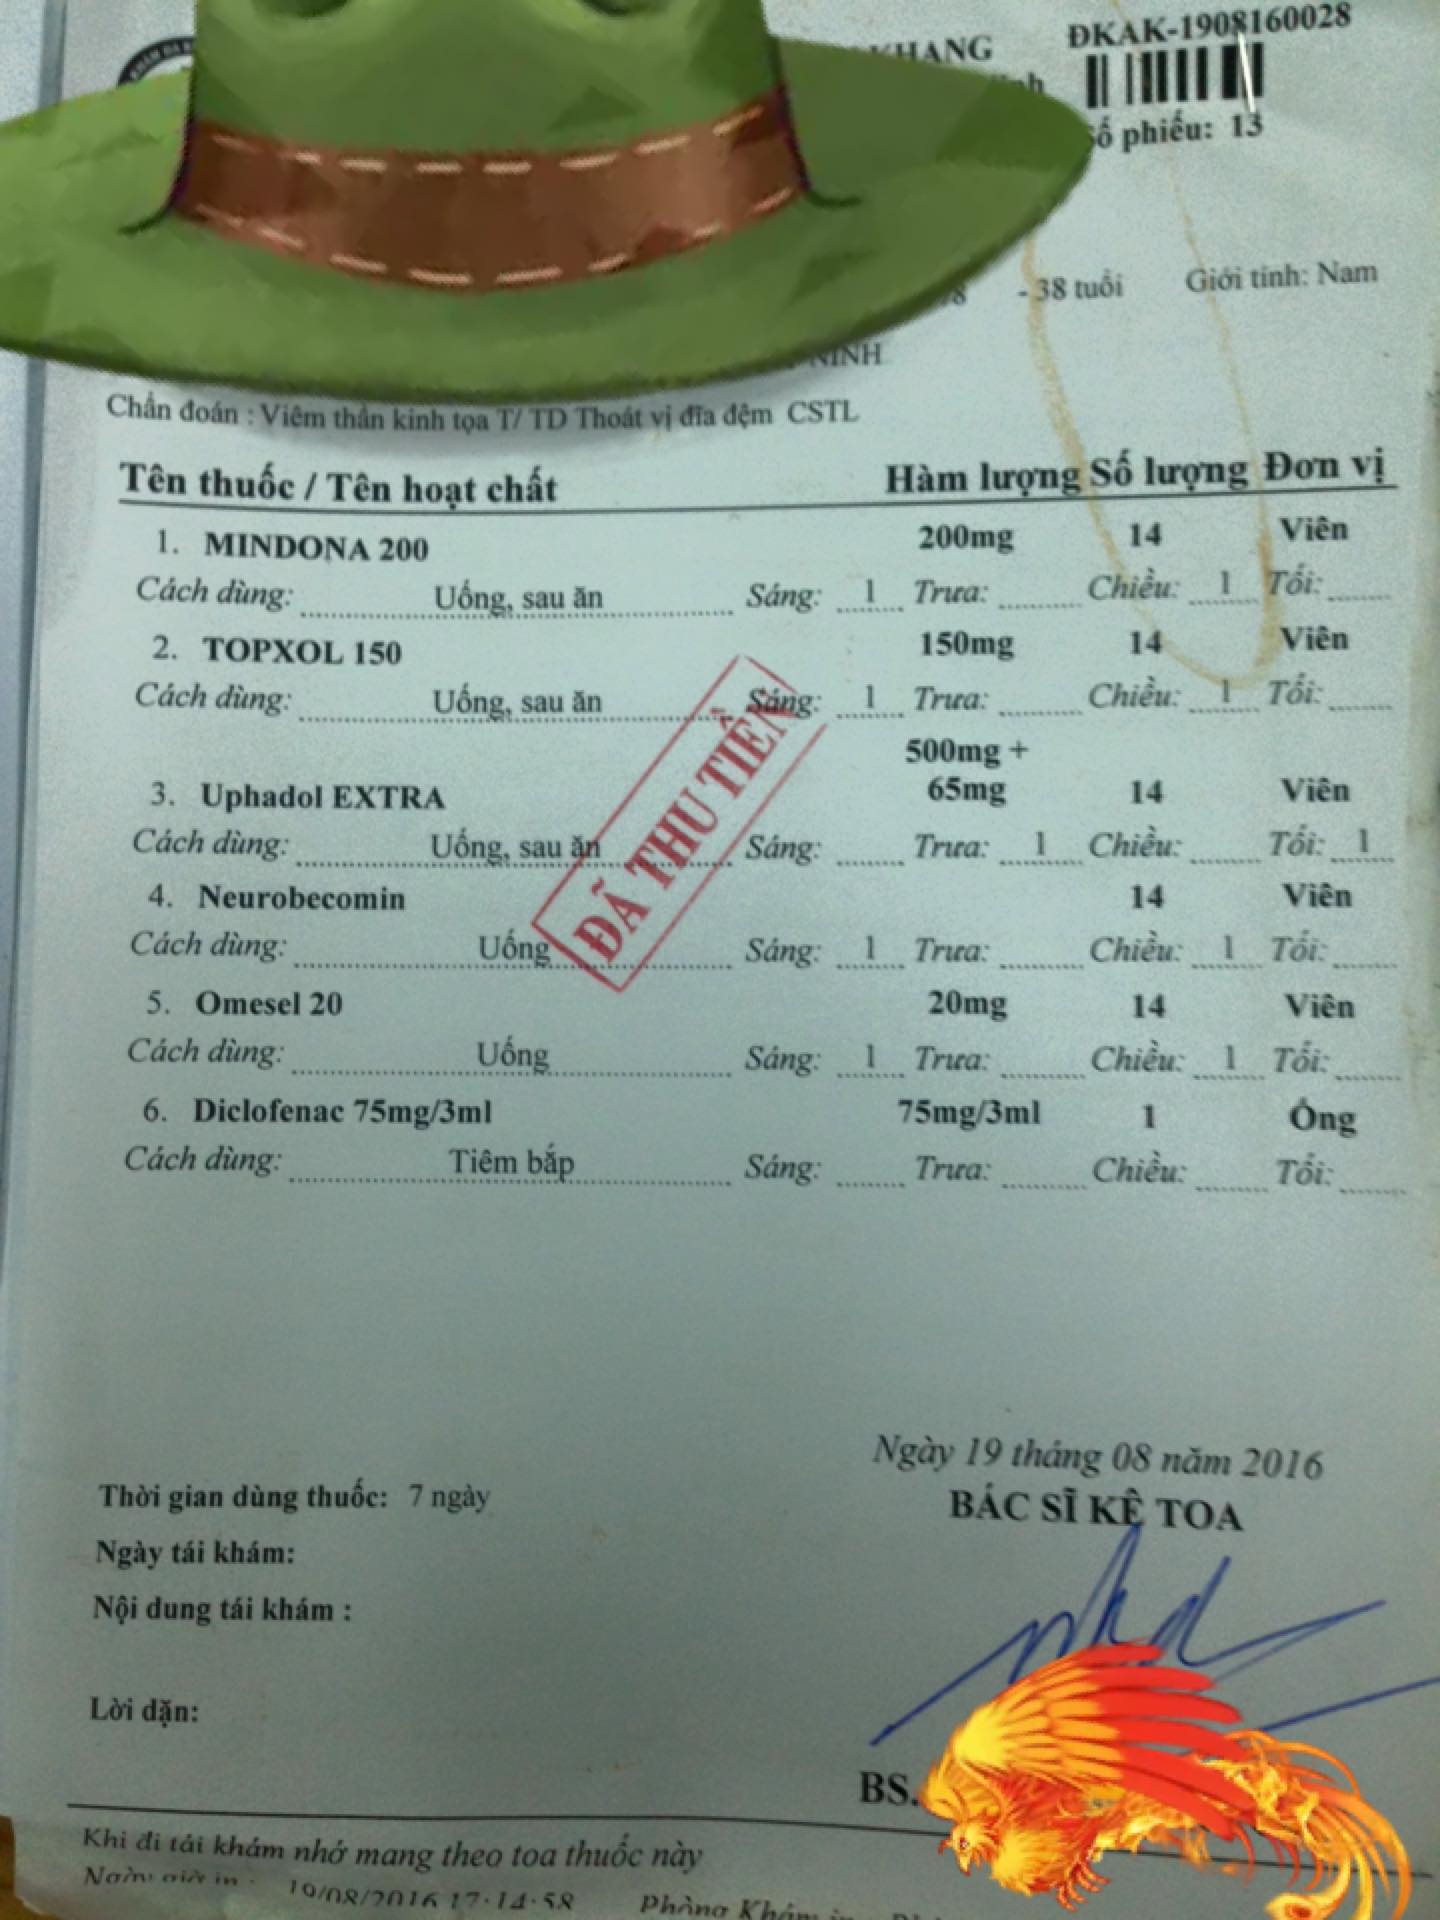 KHANG ĐKAK-1908160028
Số phiếu: 13
- 38 tuổi Giới tính: Nam
NINH
Chẩn đoán : Viêm thần kinh tọa T/ TD Thoát vị đĩa đệm CSTL
Tên thuốc / Tên hoạt chất Hàm lượng Số lượng Đơn vị
1. MINDONA 200 200mg 14 Viên
Cách dùng: Uống, sau ăn Sáng: 1 Trưa: Chiều: 1 Tối:
2. TOPXOL 150 150mg 14 Viên
Cách dùng: Uống, sau ăn Sáng: 1 Trưa: Chiều: 1 Tối:
500mg +
3. Uphadol EXTRA 65mg 14 Viên
Cách dùng: Uống, sau ăn Sáng: Trưa: 1 Chiều: Tối: 1
4. Neurobecomin 14 Viên
Cách dùng: Uống Sáng: 1 Trưa: Chiều: 1 Tối:
5. Omesel 20 20mg 14 Viên
Cách dùng: Uống Sáng: 1 Trưa: Chiều: 1 Tối:
6. Diclofenac 75mg/3ml 75mg/3ml 1 Ống
Cách dùng: Tiêm bắp Sáng: Trưa: Chiều: Tối:
ĐÃ THU TIỀN
Ngày 19 tháng 08 năm 2016
Thời gian dùng thuốc: 7 ngày BÁC SĨ KÊ TOA
Ngày tái khám:
Nội dung tái khám :
Lời dặn:
BS.
Khi đi tái khám nhớ mang theo toa thuốc này
Ngày giờ in : 19/08/2016 17:14:58 Phòng Khám